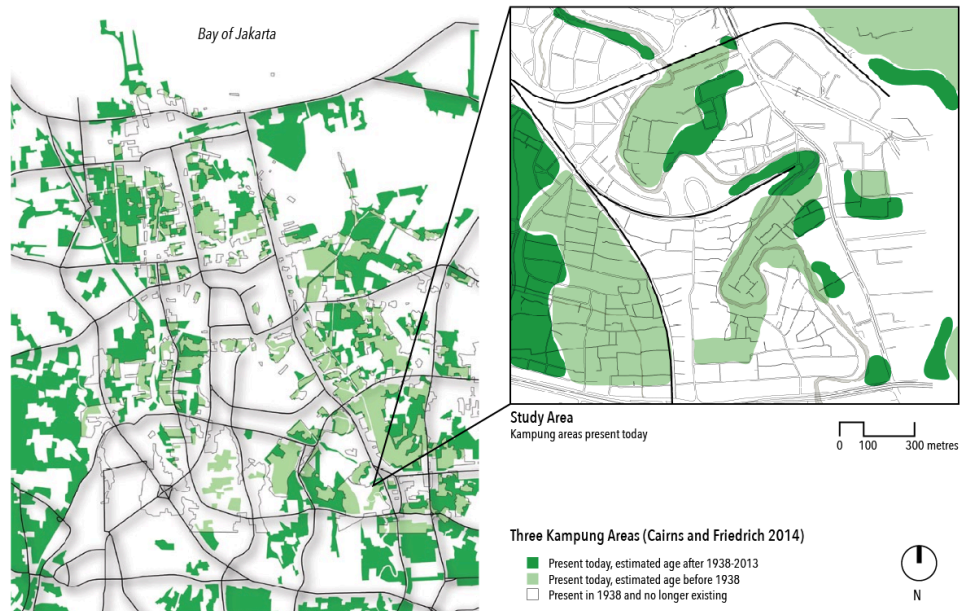 Bay of Jakarta
Study Area
Kampung areas present today
0 100 300 metres
Three Kampung Areas (Cairns and Friedrich 2014)
Present today, estimated age after 1938-2013
Present today, estimated age before 1938
Present in 1938 and no longer existing
N